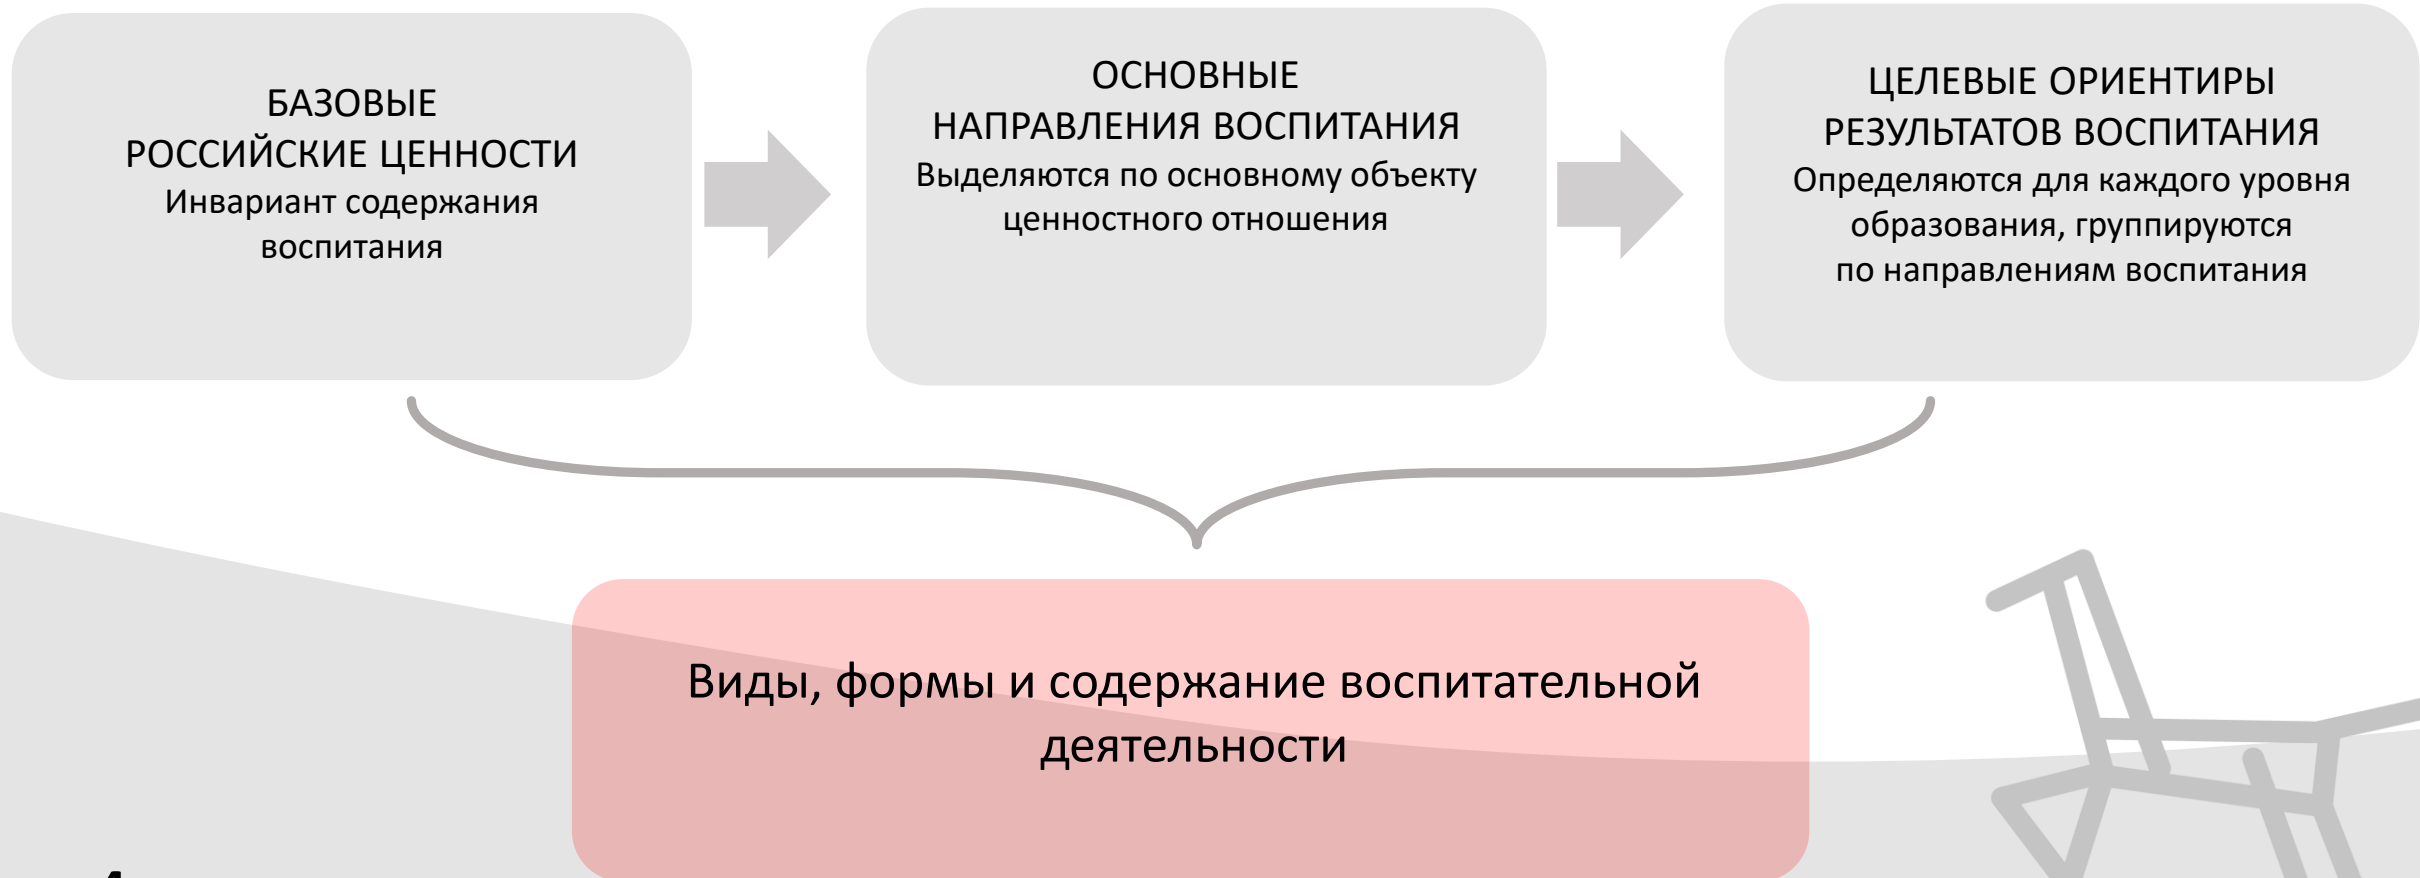 БАЗОВЫЕ
РОССИЙСКИЕ ЦЕННОСТИ
Инвариант содержания
воспитания
ОСНОВНЫЕ
НАПРАВЛЕНИЯ ВОСПИТАНИЯ
Выделяются по основному объекту
ценностного отношения
ЦЕЛЕВЫЕ ОРИЕНТИРЫ
РЕЗУЛЬТАТОВ ВОСПИТАНИЯ
Определяются для каждого уровня
образования, группируются
по направлениям воспитания
Виды, формы и содержание воспитательной
деятельности